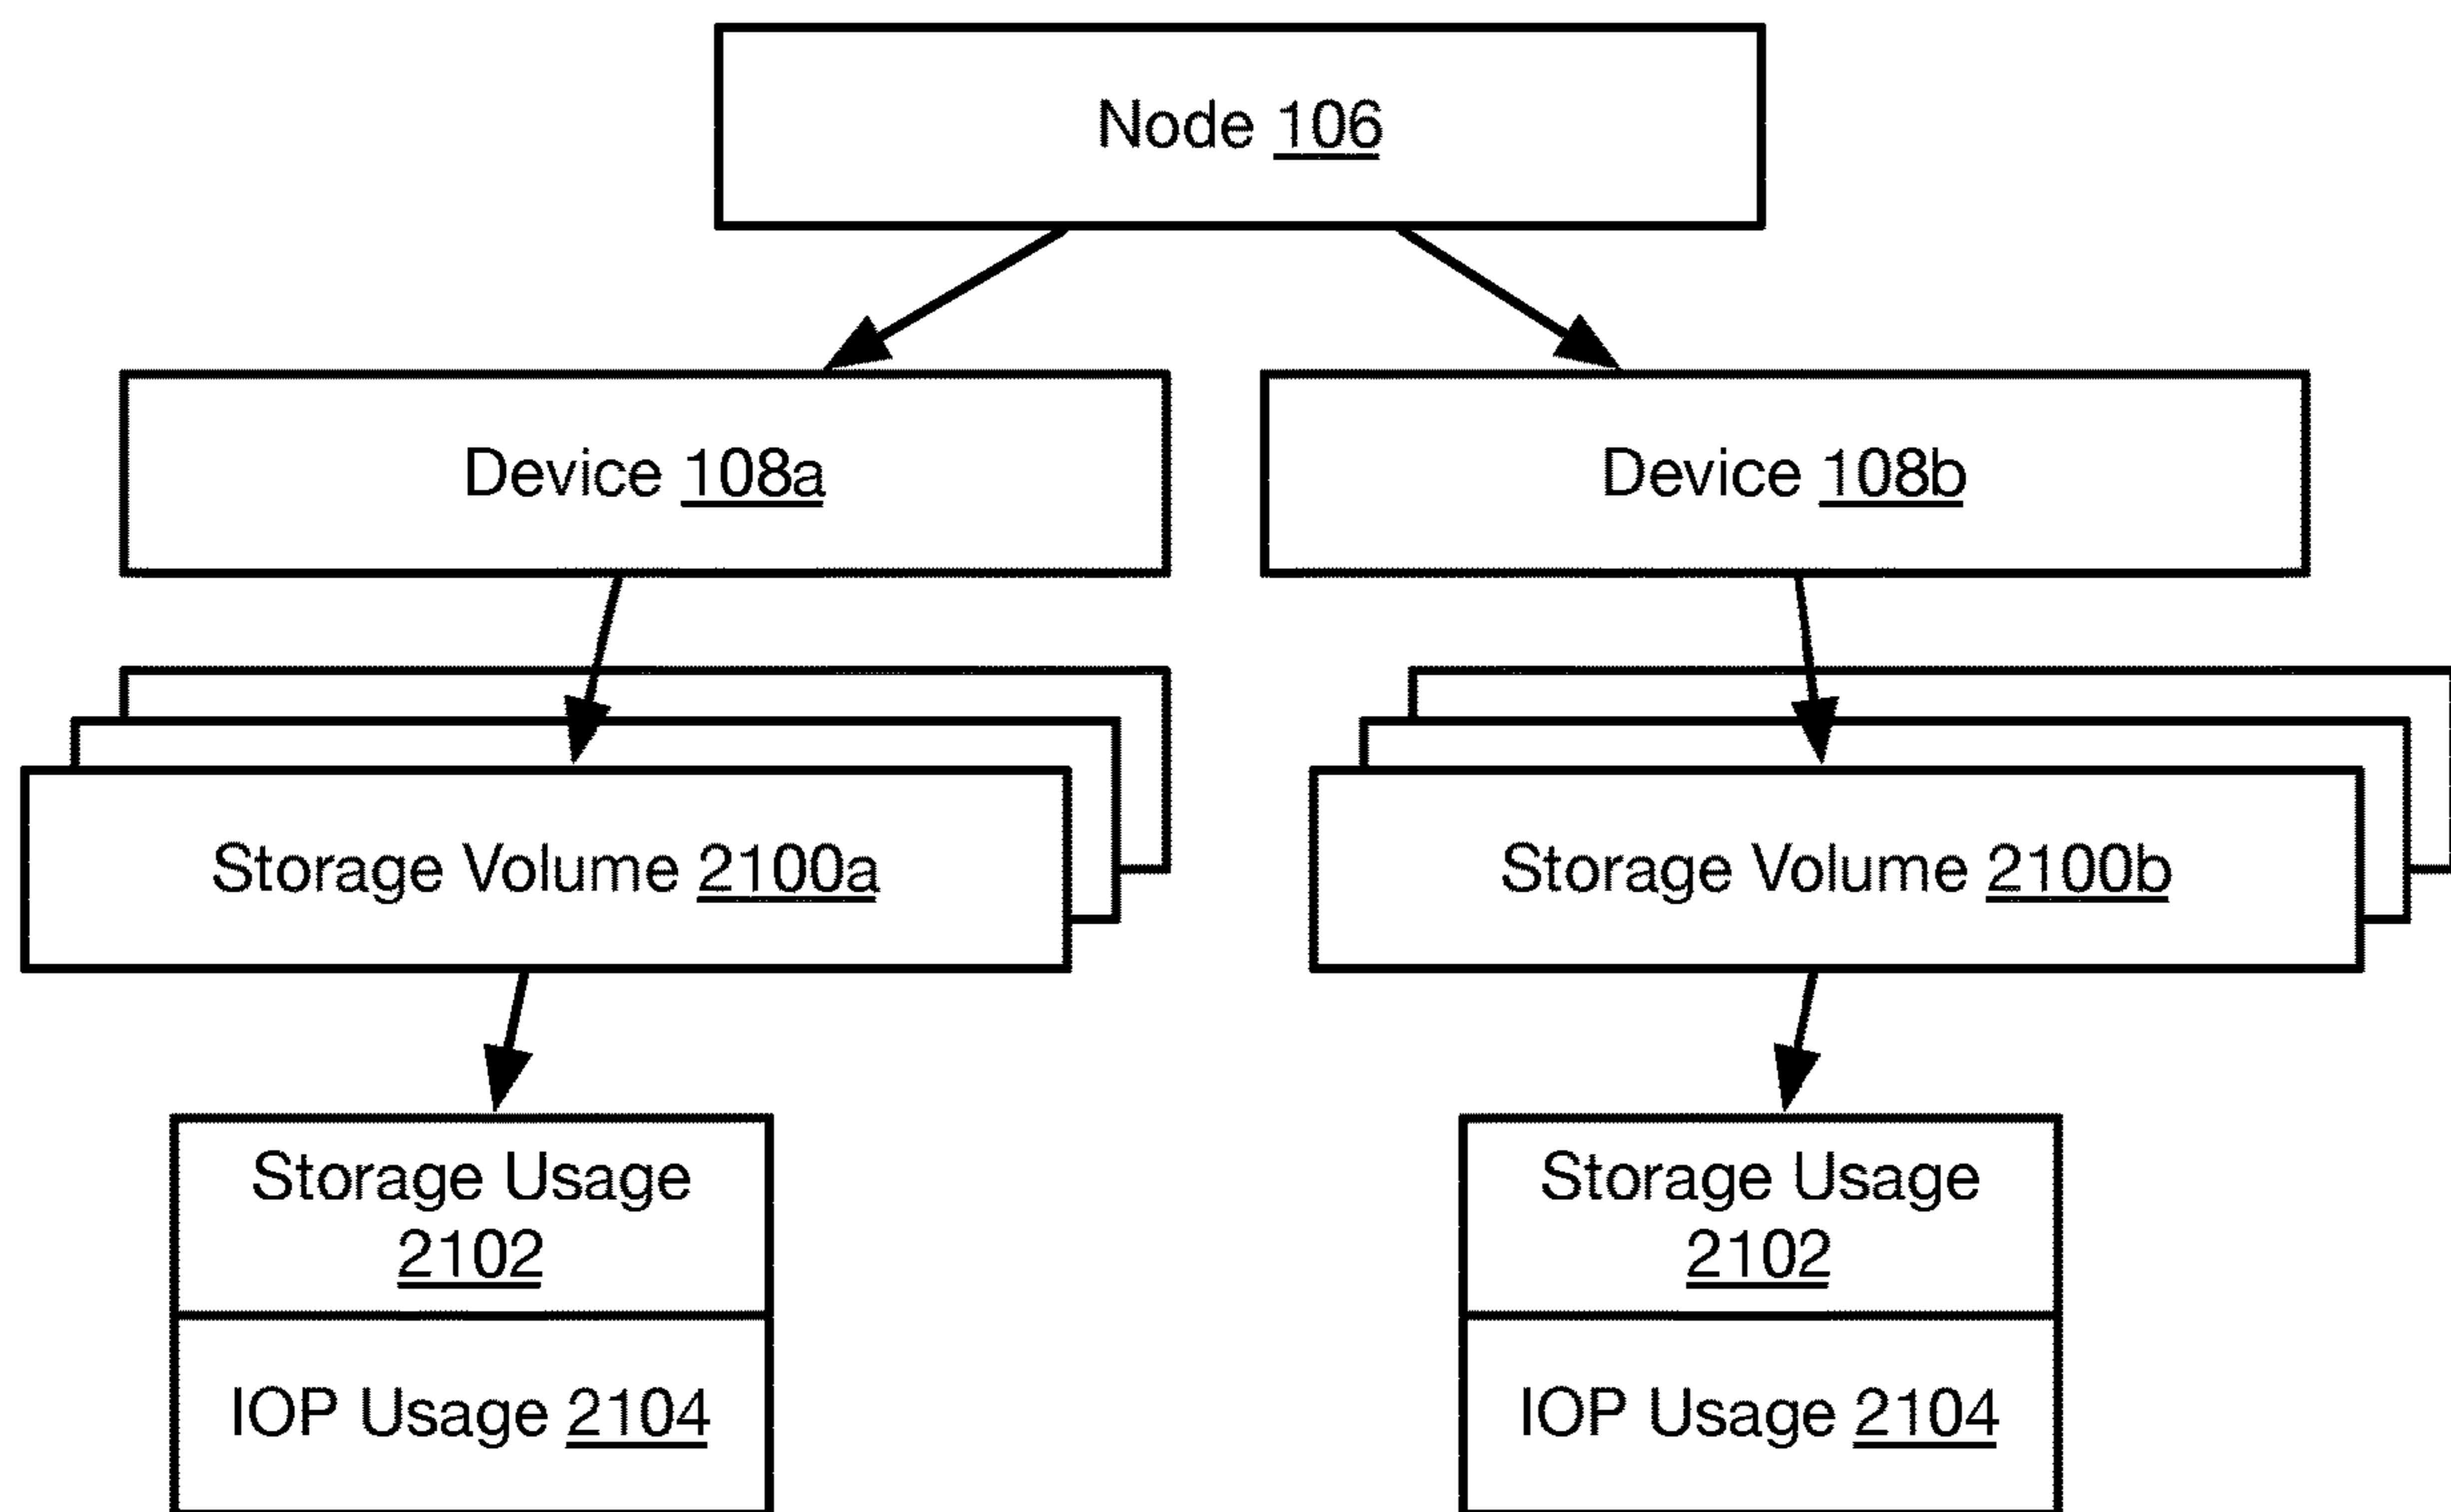 Node 106
Device 108a
Device 108b
Storage Volume 2100a
Storage Volume 2100b
Storage Usage
2102
IOP Usage 2104
Storage Usage
2102
IOP Usage 2104